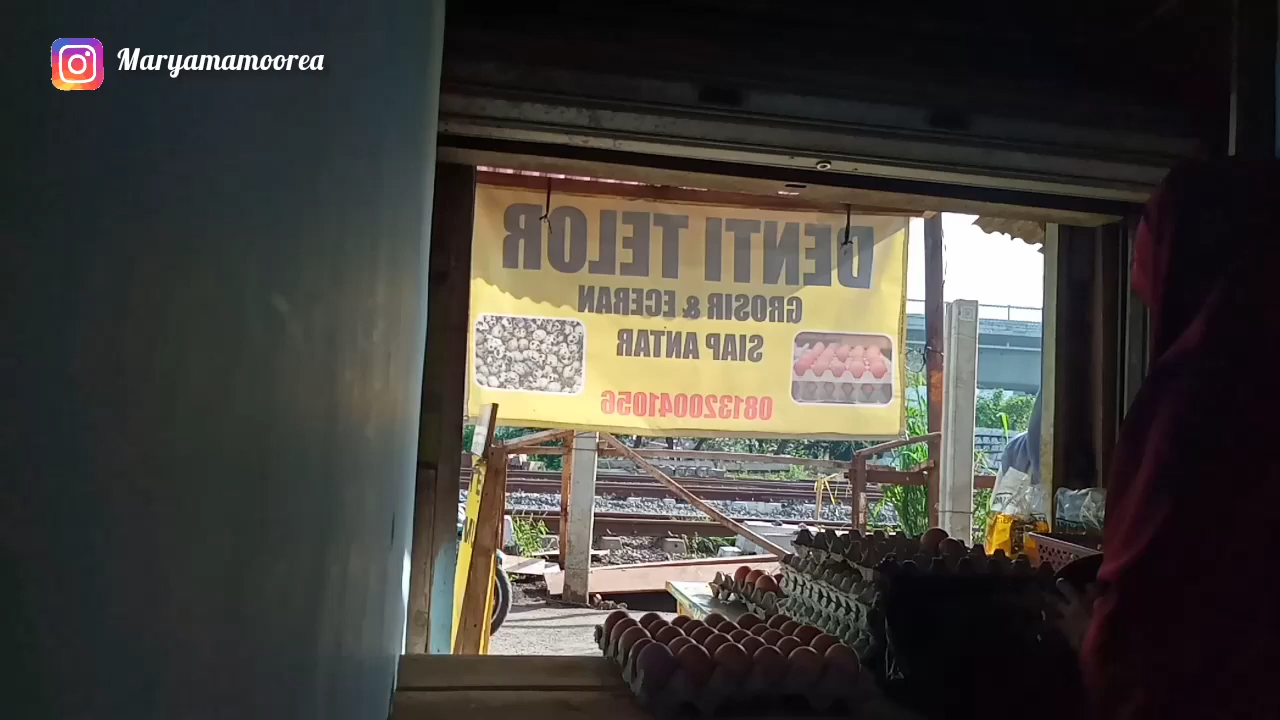 Maryamamoorea
DENTI TELOR
GROSIR & ECERAN
SIAP ANTAR
081320041056